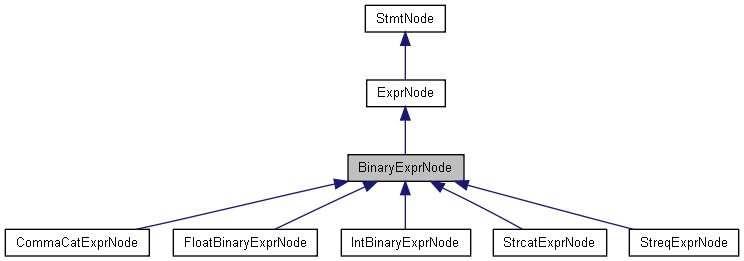 StmtNode
ExprNode
BinaryExprNode
CommaCatExprNode FloatBinaryExprNode IntBinaryExprNode StrcatExprNode StreqExprNode